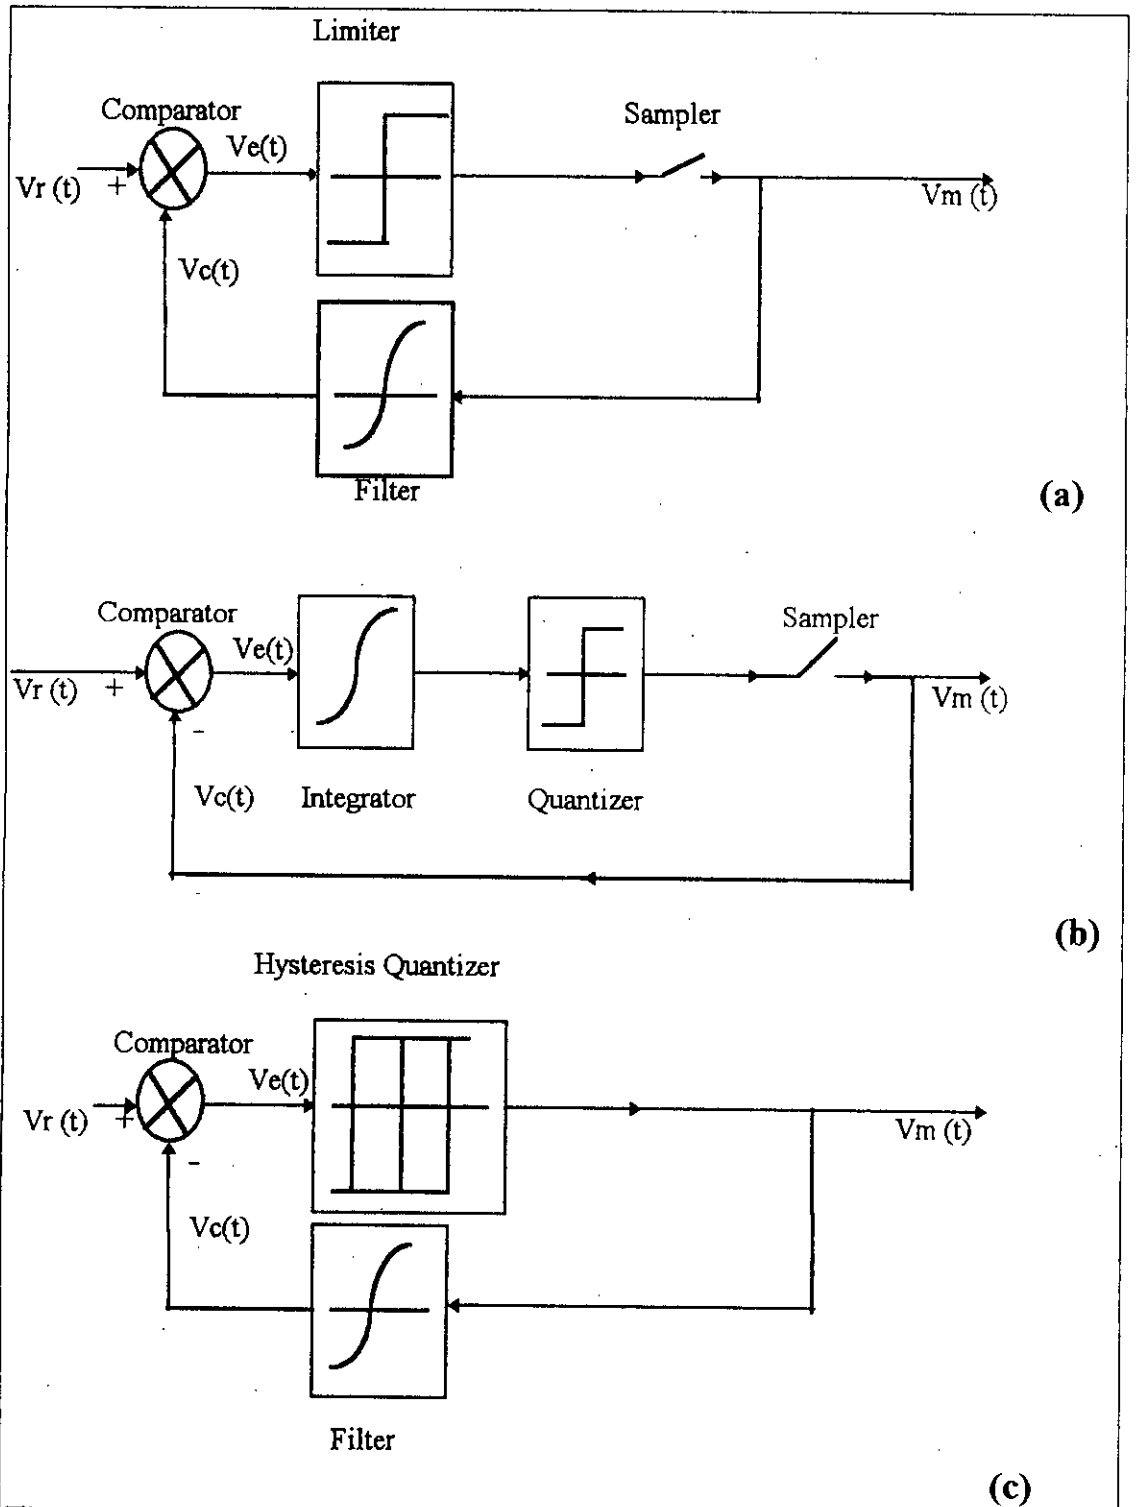 Limiter
Comparator
Sampler
Ve(t)
Vr (t)
+
Vm (t)
Vc(t)
Filter
(a)
Comparator
Sampler
Ve(t)
Vr (t)
+
Vm (t)
-
Vc(t)
Integrator
Quantizer
(b)
Hysteresis Quantizer
Comparator
Ve(t)
Vr (t)
+
Vm (t)
-
Vc(t)
Filter
(c)